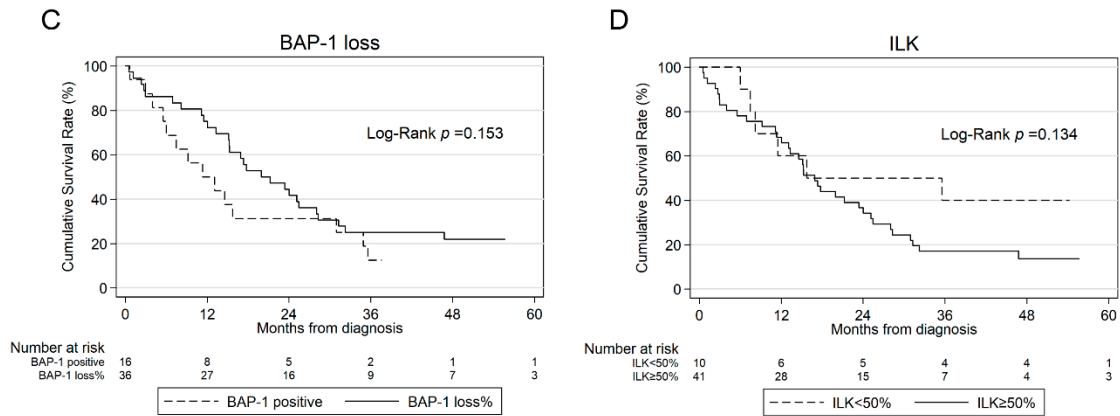 C
BAP-1 loss
Cumulative Survival Rate (%)
100
80
60
40
20
0
Log-Rank p =0.153
0 12 24 36 48 60
Months from diagnosis
Number at risk
BAP-1 positive 16 8 5 2 1 1
BAP-1 loss% 36 27 16 9 7 3
BAP-1 positive BAP-1 loss%
D
ILK
Cumulative Survival Rate (%)
100
80
60
40
20
0
Log-Rank p =0.134
0 12 24 36 48 60
Months from diagnosis
Number at risk
ILK<50% 10 6 5 4 4 1
ILK≥50% 41 28 15 7 4 3
ILK<50% ILK≥50%